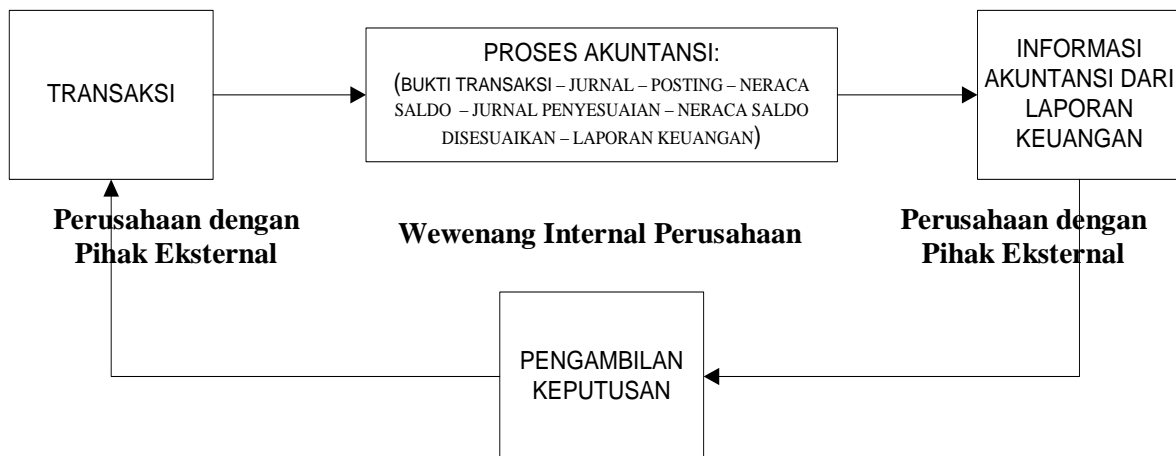 TRANSAKSI
PROSES AKUNTANSI:
(BUKTI TRANSAKSI – JURNAL – POSTING – NERACA
SALDO – JURNAL PENYESUAIAN – NERACA SALDO
DISESUAIKAN – LAPORAN KEUANGAN)
INFORMASI
AKUNTANSI DARI
LAPORAN
KEUANGAN
Perusahaan dengan
Pihak Eksternal
Wewenang Internal Perusahaan
Perusahaan dengan
Pihak Eksternal
PENGAMBILAN
KEPUTUSAN